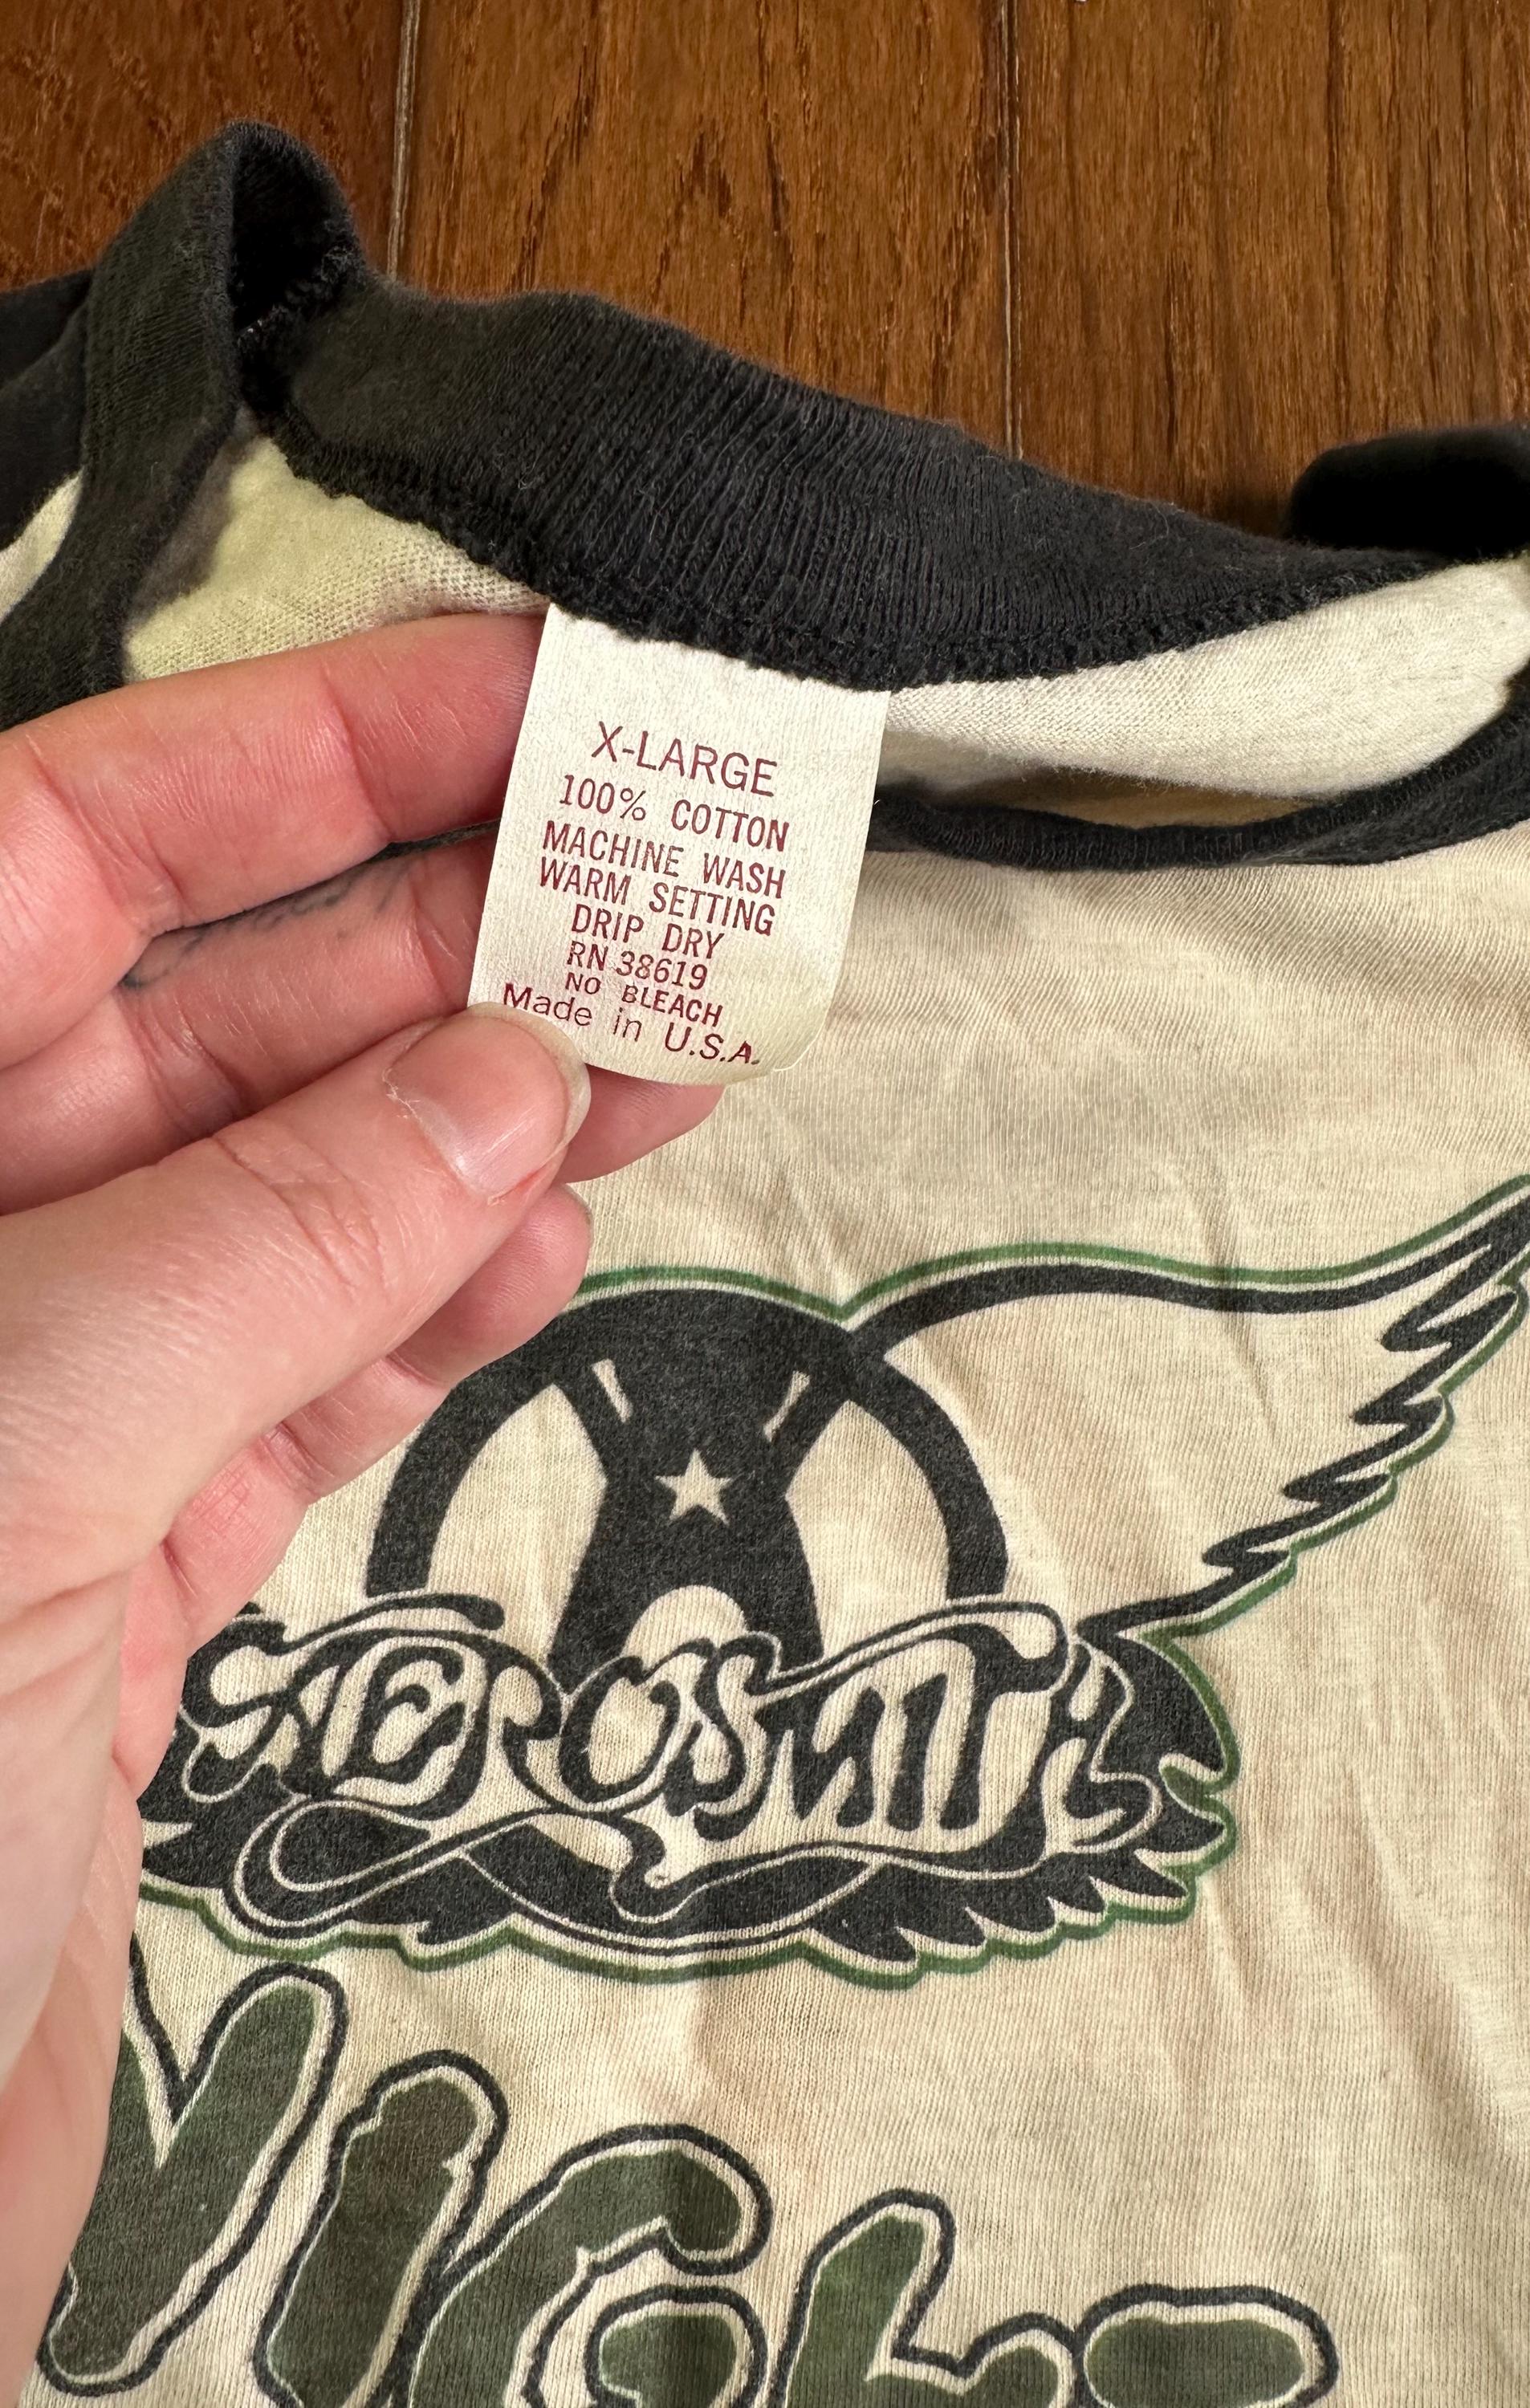 X-LARGE
100% COTTON
MACHINE WASH
WARM SETTING
DRIP DRY
RN 38619
NO BLEACH
Made in U.S.A.
AEROSMITH